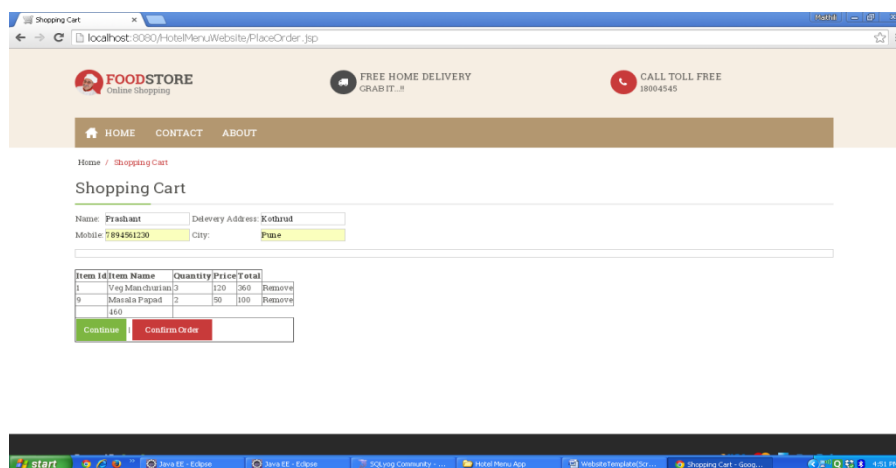 Shopping Cart
Maithili
localhost:8080/HotelMenuWebsite/PlaceOrder.jsp
FOODSTORE
Online Shopping
FREE HOME DELIVERY
GRAB IT...!!
CALL TOLL FREE
18004545
HOME CONTACT ABOUT
Home / Shopping Cart
Shopping Cart
Name: Prashant Delevery Address: Kothrud
Mobile: 7894561230 City: Pune
Item Id Item Name Quantity Price Total
1 Veg Manchurian 3 120 360 Remove
9 Masala Papad 2 50 100 Remove
460
Continue | Confirm Order
start Java EE - Eclipse Java EE - Eclipse SQLyog Community - ... Hotel Menu App WebsiteTemplate(Scr... Shopping Cart - Goog... 4:51 PM